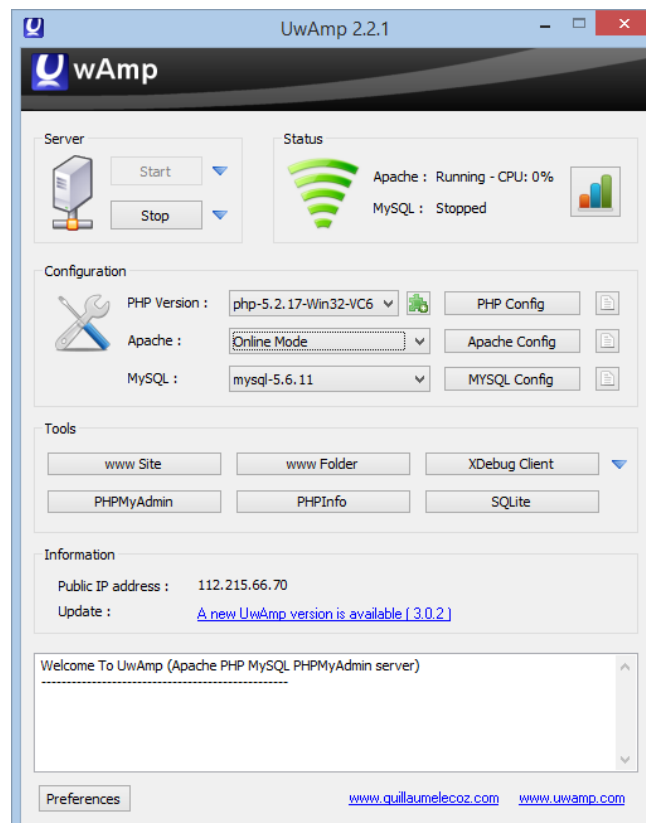 UwAmp 2.2.1
UwAmp
Server
Start
Stop
Status
Apache : Running - CPU: 0%
MySQL : Stopped
Configuration
PHP Version : php-5.2.17-Win32-VC6 PHP Config
Apache : Online Mode Apache Config
MySQL : mysql-5.6.11 MYSQL Config
Tools
www Site www Folder XDebug Client
PHPMyAdmin PHPInfo SQLite
Information
Public IP address : 112.215.66.70
Update : A new UwAmp version is available ( 3.0.2 )
Welcome To UwAmp (Apache PHP MySQL PHPMyAdmin server)
--------------------------------------------------
Preferences www.guillaumelecoz.com www.uwamp.com